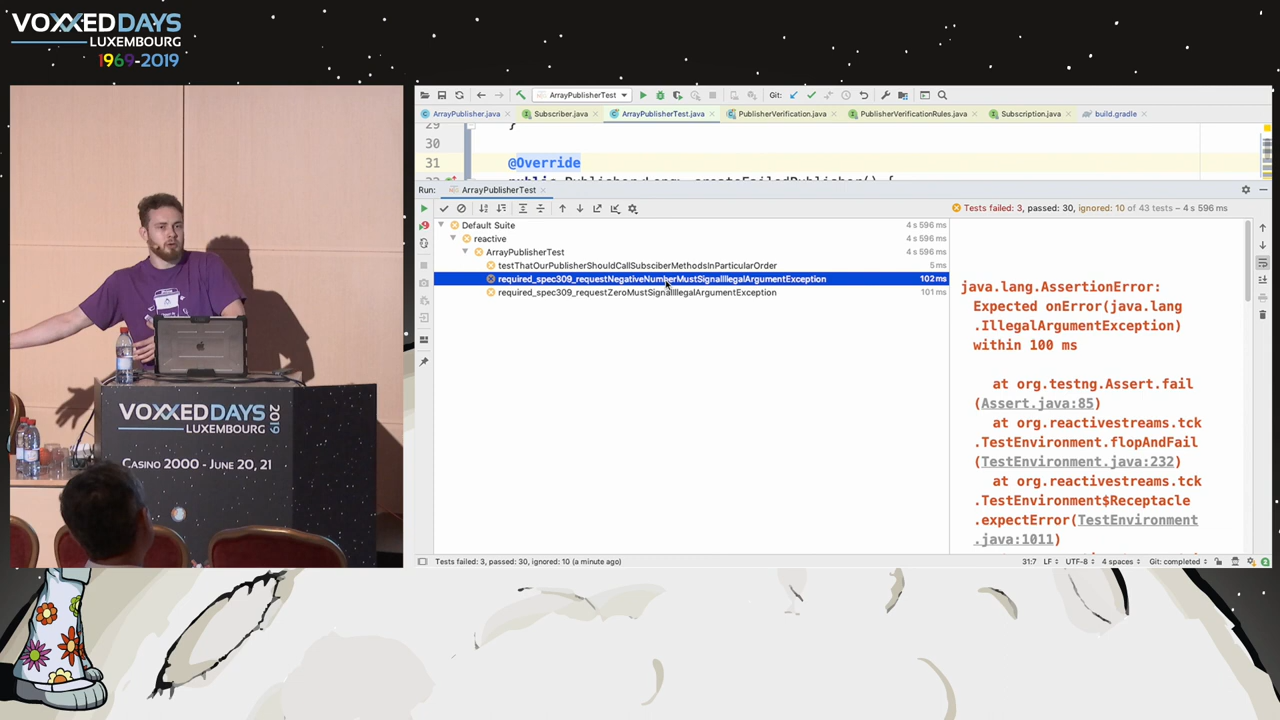 VOXXEDDAYS
LUXEMBOURG
1969-2019
ArrayPublisherTest
Git:
ArrayPublisher.java
Subscriber.java
ArrayPublisherTest.java
PublisherVerification.java
PublisherVerificationRules.java
Subscription.java
build.gradle
29
}
30
31
@Override
Run:
ArrayPublisherTest
Tests failed: 3, passed: 30, ignored: 10 of 43 tests – 4 s 596 ms
Default Suite
4 s 596 ms
reactive
4 s 596 ms
ArrayPublisherTest
4 s 596 ms
testThatOurPublisherShouldCallSubsciberMethodsInParticularOrder
5 ms
required_spec309_requestNegativeNumberMustSignalIllegalArgumentException
102 ms
required_spec309_requestZeroMustSignalIllegalArgumentException
101 ms
java.lang.AssertionError:
Expected onError(java.lang
.IllegalArgumentException)
within 100 ms
at org.testng.Assert.fail
(Assert.java:85)
at org.reactivestreams.tck
.TestEnvironment.flopAndFail
(TestEnvironment.java:232)
at org.reactivestreams.tck
.TestEnvironment$Receptacle
.expectError(TestEnvironment
.java:1011)
Tests failed: 3, passed: 30, ignored: 10 (a minute ago)
31:7
LF
UTF-8
4 spaces
Git: completed
VOXXEDDAYS
LUXEMBOURG
2019
CASINO 2000 - JUNE 20, 21